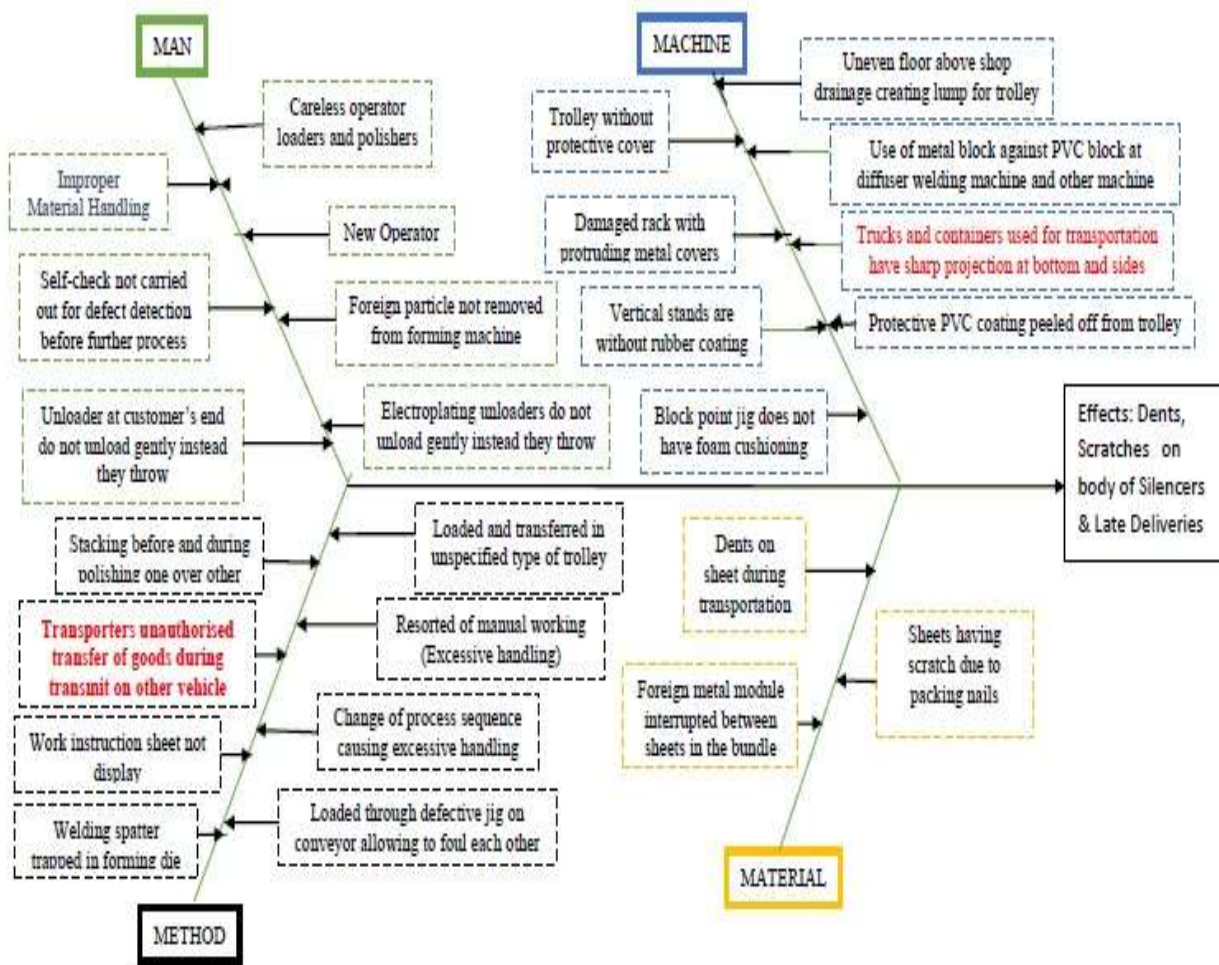 MAN
Careless operator
loaders and polishers
Improper
Material Handling
New Operator
Self-check not carried
out for defect detection
before further process
Foreign particle not removed
from forming machine
Unloader at customer’s end
do not unload gently instead
they throw
Electroplating unloaders do not
unload gently instead they throw
MACHINE
Uneven floor above shop
drainage creating lump for trolley
Trolley without
protective cover
Use of metal block against PVC block at
diffuser welding machine and other machine
Damaged rack with
protruding metal covers
Trucks and containers used for transportation
have sharp projection at bottom and sides
Vertical stands are
without rubber coating
Protective PVC coating peeled off from trolley
Block point jig does not
have foam cushioning
Effects: Dents,
Scratches on
body of Silencers
& Late Deliveries
Stacking before and during
polishing one over other
Loaded and transferred in
unspecified type of trolley
Transporters unauthorised
transfer of goods during
transmit on other vehicle
Resorted of manual working
(Excessive handling)
Work instruction sheet not
display
Change of process sequence
causing excessive handling
Welding spatter
trapped in forming die
Loaded through defective jig on
conveyor allowing to foul each other
METHOD
Dents on
sheet during
transportation
Sheets having
scratch due to
packing nails
Foreign metal module
interrupted between
sheets in the bundle
MATERIAL